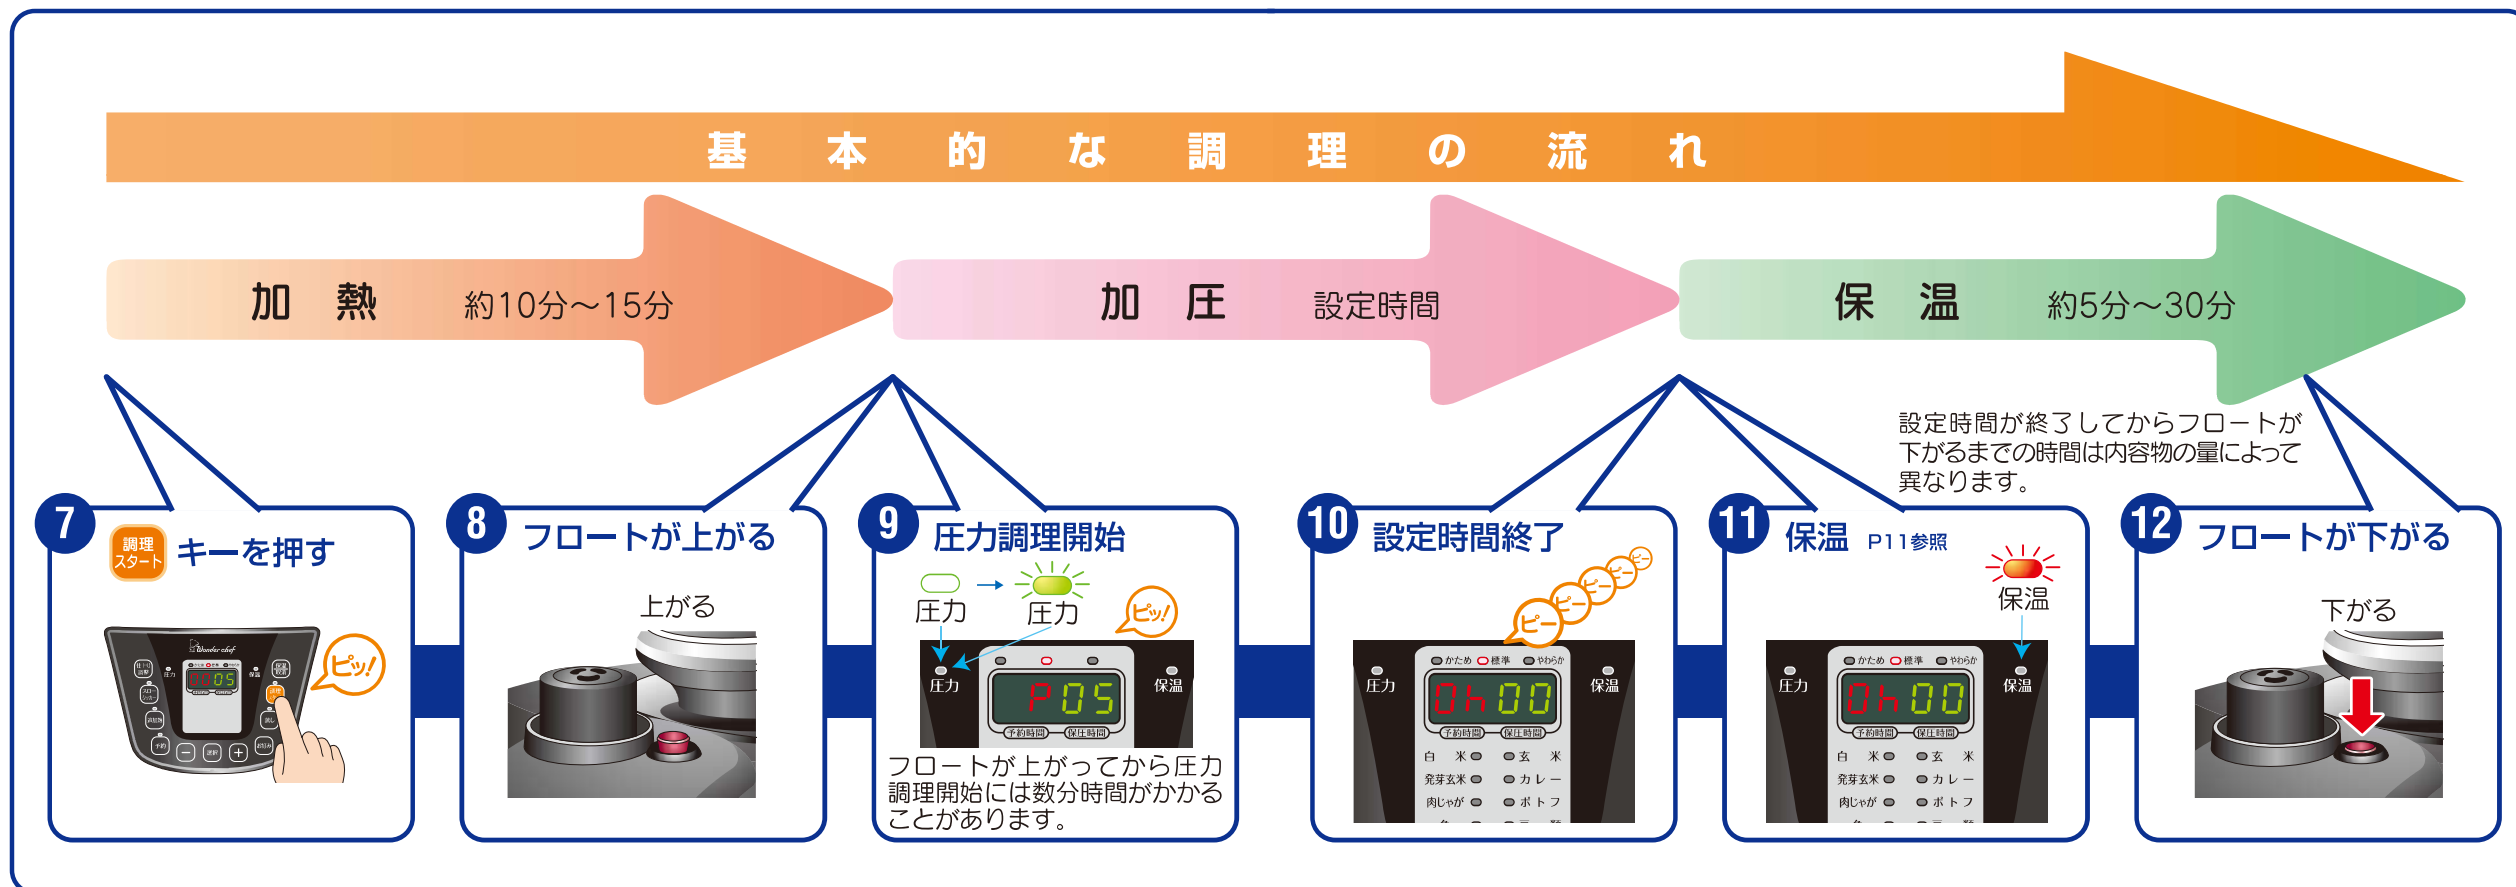 基本的な調理の流れ
加熱 約10分～15分
加圧 設定時間
保温 約5分～30分
設定時間が終了してからフロートが
下がるまでの時間は内容物の量によって
異なります。
7
調理
スタート
キーを押す
Wonder chef
圧力
保温
0005
予約
選択
ピッ!
8
フロートが上がる
上がる
9
圧力調理開始
圧力
圧力
ピッ!
圧力
P05
保温
予約時間
保圧時間
フロートが上がってから圧力
調理開始には数分時間がかかる
ことがあります。
10
設定時間終了
ピーピーピーピーピー
かため 標準 やわらか
圧力
0h00
保温
予約時間 保圧時間
白米 玄米
発芽玄米 カレー
肉じゃが ポトフ
11
保温 P11参照
保温
かため 標準 やわらか
圧力
0h00
保温
予約時間 保圧時間
白米 玄米
発芽玄米 カレー
肉じゃが ポトフ
12
フロートが下がる
下がる